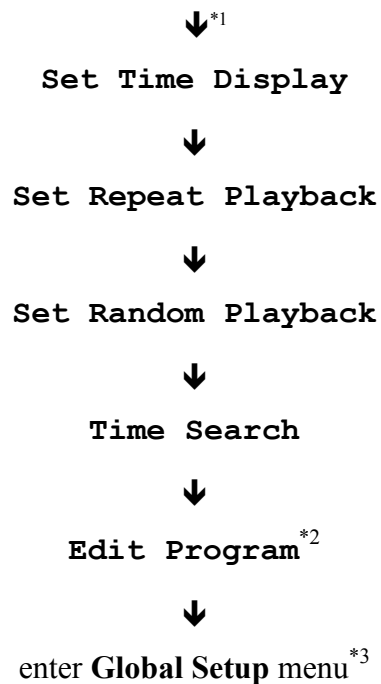 🡻*1
Set Time Display
🡻
Set Repeat Playback
🡻
Set Random Playback
🡻
Time Search
🡻
Edit Program*2
🡻
enter Global Setup menu*3